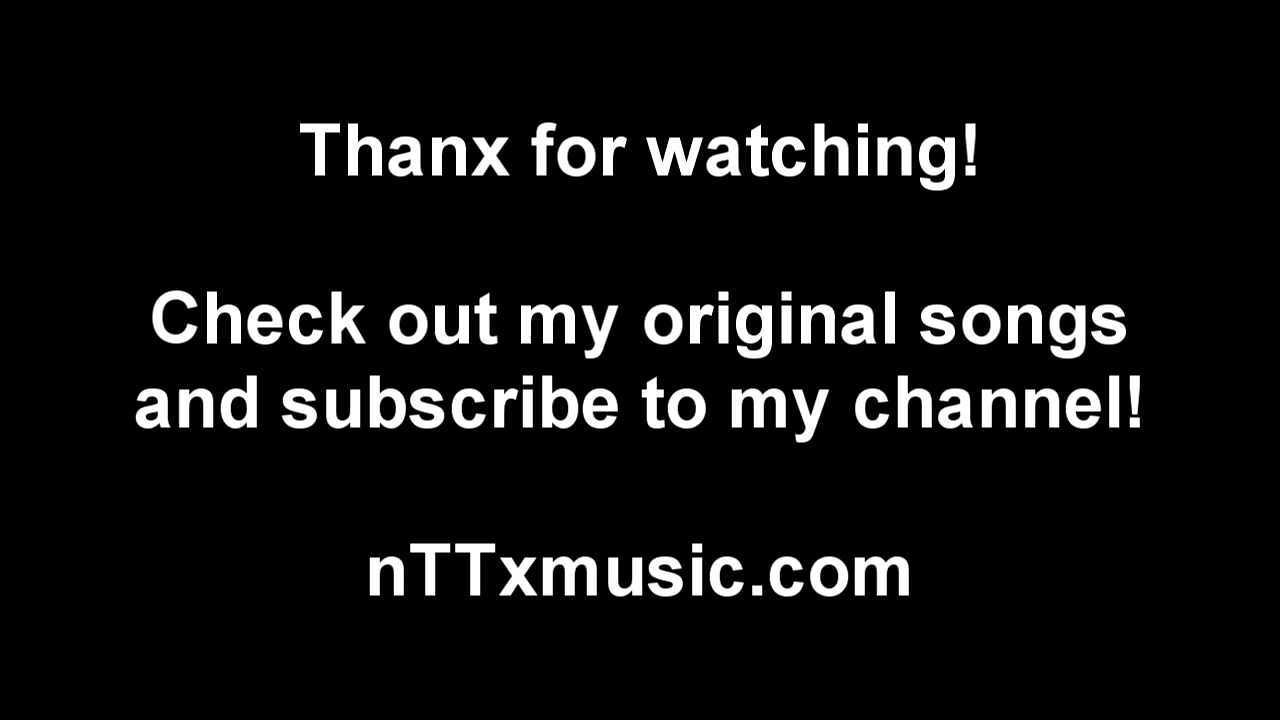 Thanx for watching!
Check out my original songs
and subscribe to my channel!
nTTxmusic.com